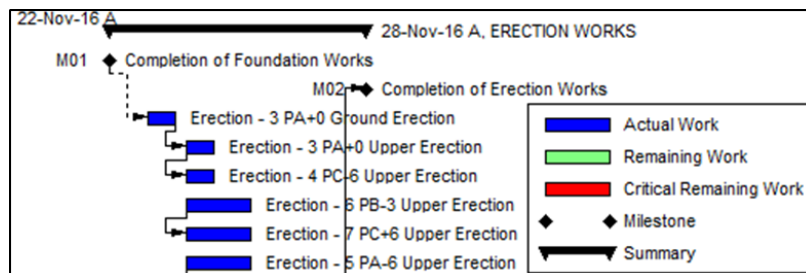 22-Nov-16 A
28-Nov-16 A, ERECTION WORKS
M01 Completion of Foundation Works
M02 Completion of Erection Works
Erection - 3 PA+0 Ground Erection
Erection - 3 PA+0 Upper Erection
Erection - 4 PC-6 Upper Erection
Erection - 6 PB-3 Upper Erection
Erection - 7 PC+6 Upper Erection
Erection - 5 PA-6 Upper Erection
Actual Work
Remaining Work
Critical Remaining Work
Milestone
Summary